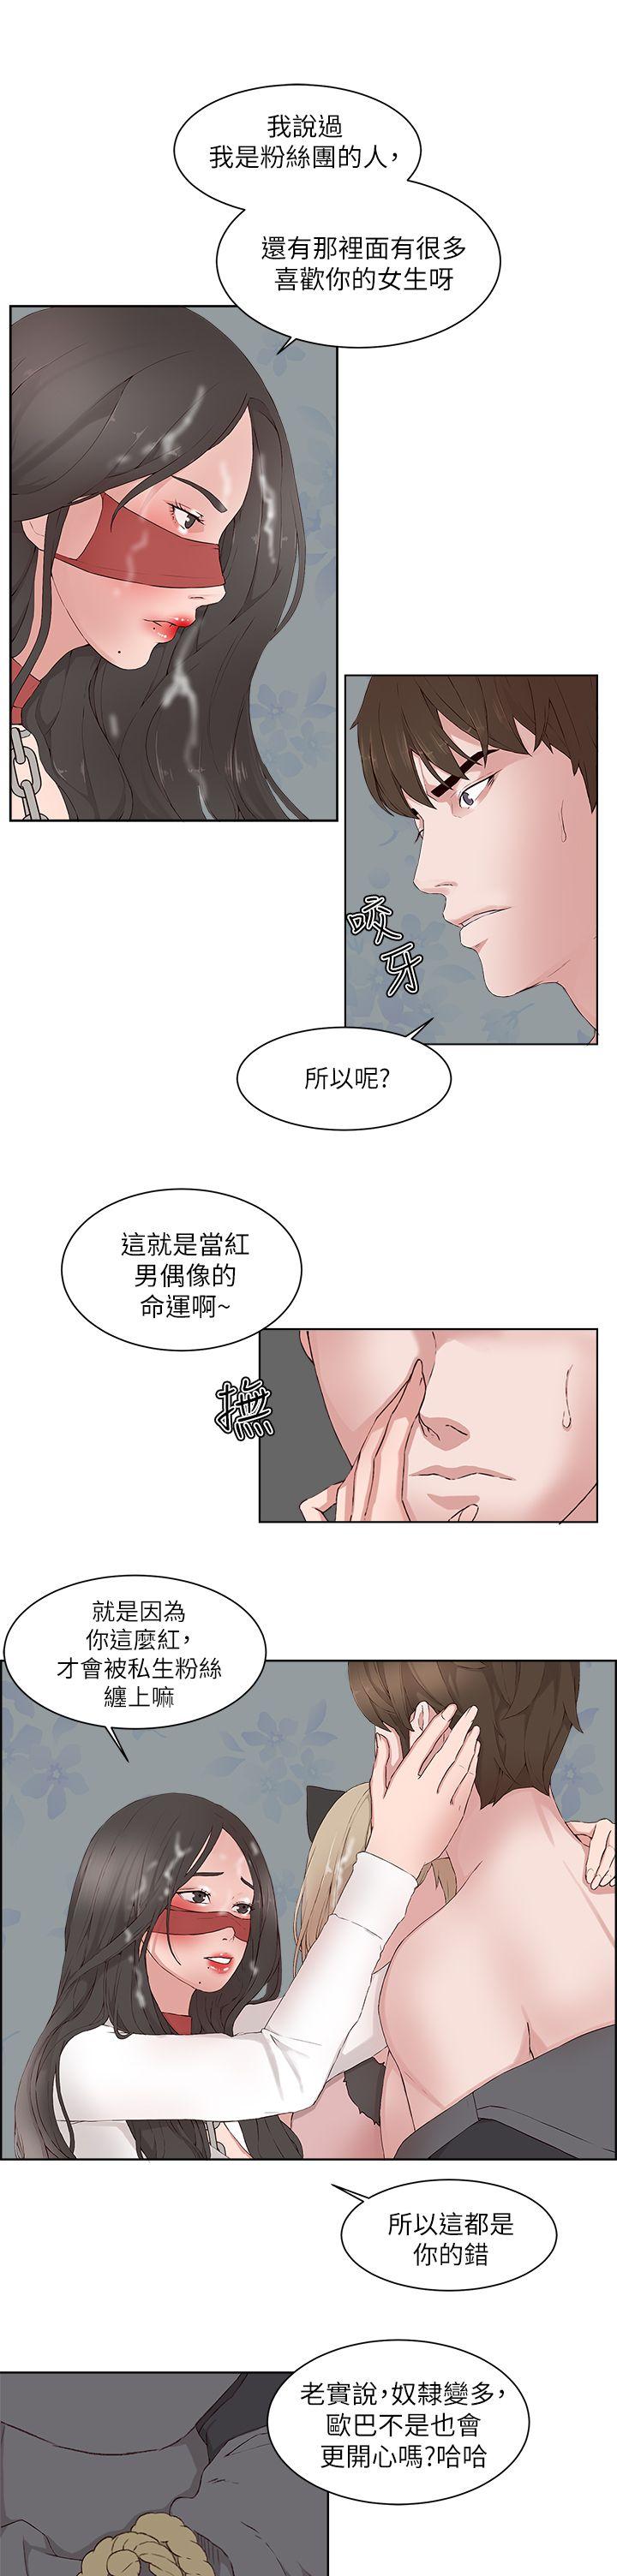 我說過
我是粉絲團的人，
還有那裡面有很多
喜歡你的女生呀
咬牙
所以呢?
這就是當紅
男偶像的
命運啊~
撫
就是因為
你這麼紅，
才會被私生粉絲
纏上嘛
所以這都是
你的錯
老實說，奴隸變多，
歐巴不是也會
更開心嗎?哈哈